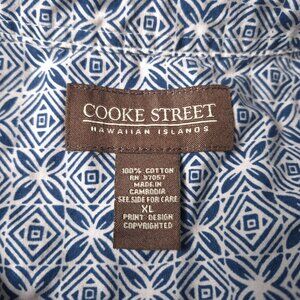 COOKE STREET
HAWAIIAN ISLANDS
100% COTTON
RN 37057
MADE IN
CAMBODIA
SEE SIDE FOR CARE
XL
PRINT DESIGN
COPYRIGHTED